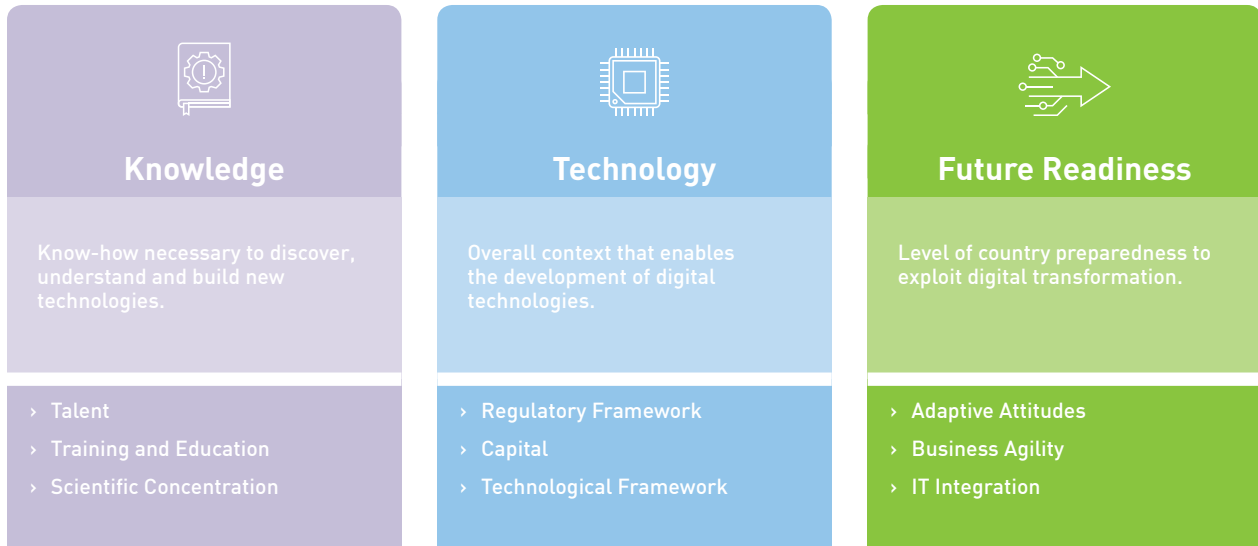 Knowledge
Know-how necessary to discover,
understand and build new
technologies.
› Talent
› Training and Education
› Scientific Concentration
Technology
Overall context that enables
the development of digital
technologies.
› Regulatory Framework
› Capital
› Technological Framework
Future Readiness
Level of country preparedness to
exploit digital transformation.
› Adaptive Attitudes
› Business Agility
› IT Integration